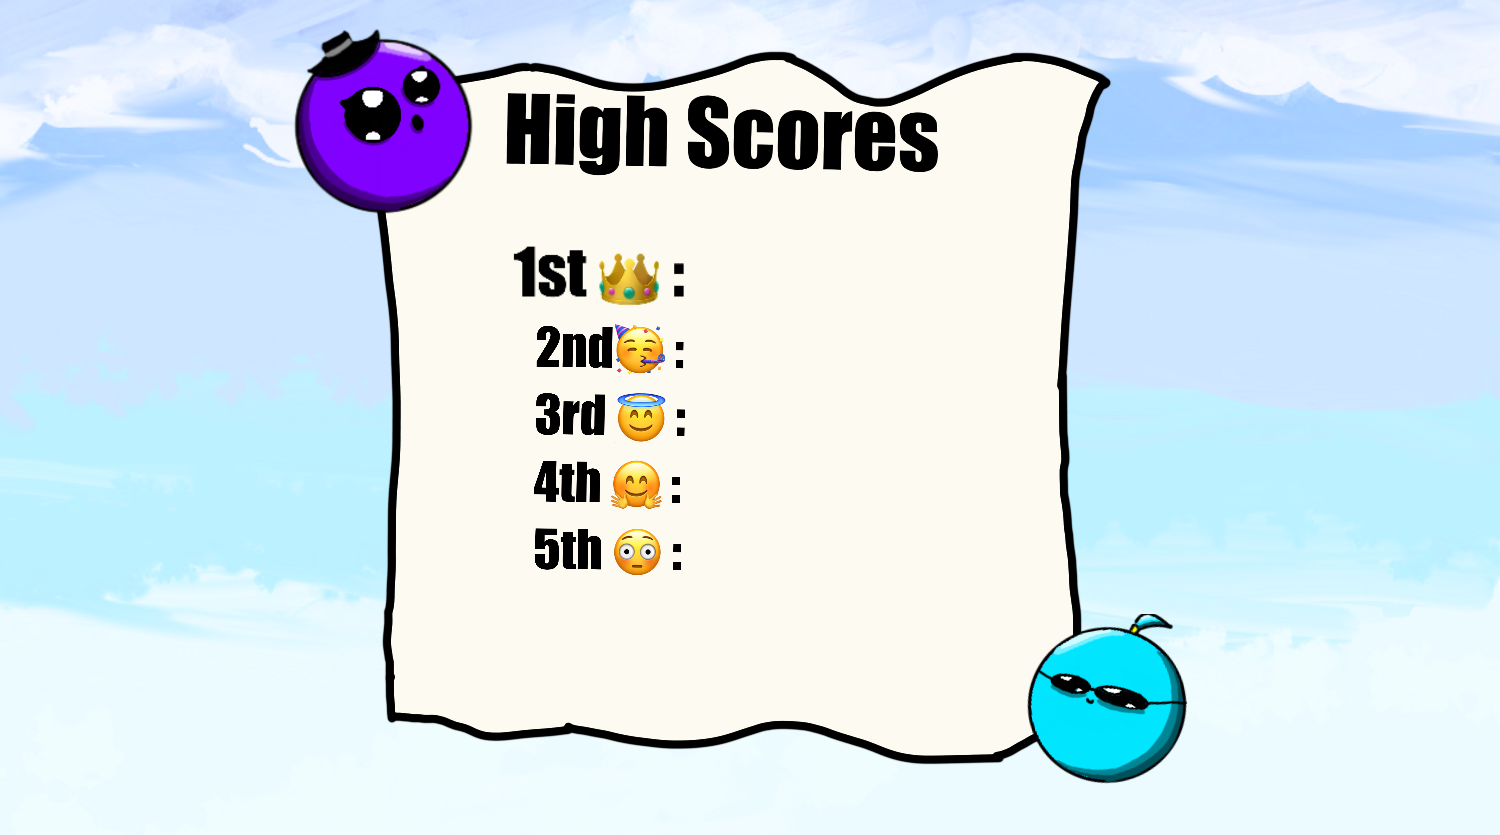 High Scores
1st 👑 :
2nd🥳 :
3rd 😇 :
4th 🤗 :
5th 😳 :